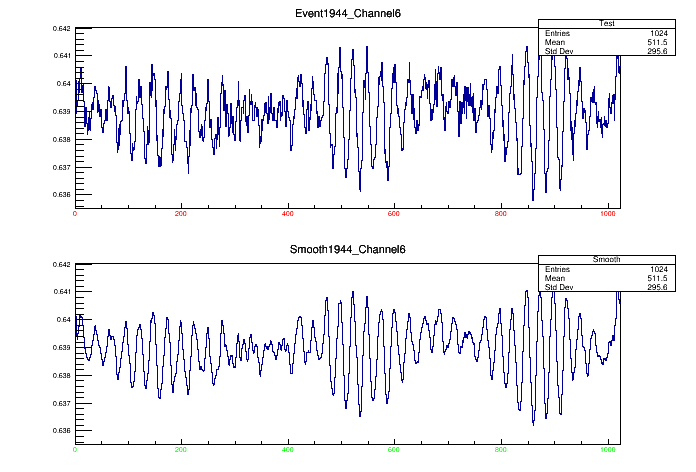 Event1944_Channel6
Test
Entries 1024
Mean 511.5
Std Dev 295.6
0.642
0.641
0.64
0.639
0.638
0.637
0.636
0 200 400 600 800 1000
Smooth1944_Channel6
Smooth
Entries 1024
Mean 511.5
Std Dev 295.6
0.642
0.641
0.64
0.639
0.638
0.637
0.636
0 200 400 600 800 1000